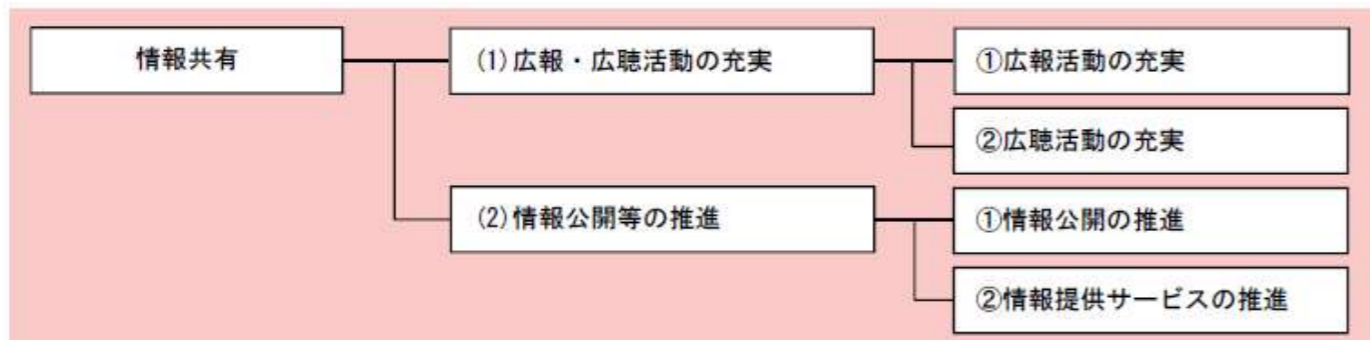 情報共有
(1)広報・広聴活動の充実
①広報活動の充実
②広聴活動の充実
(2)情報公開等の推進
①情報公開の推進
②情報提供サービスの推進